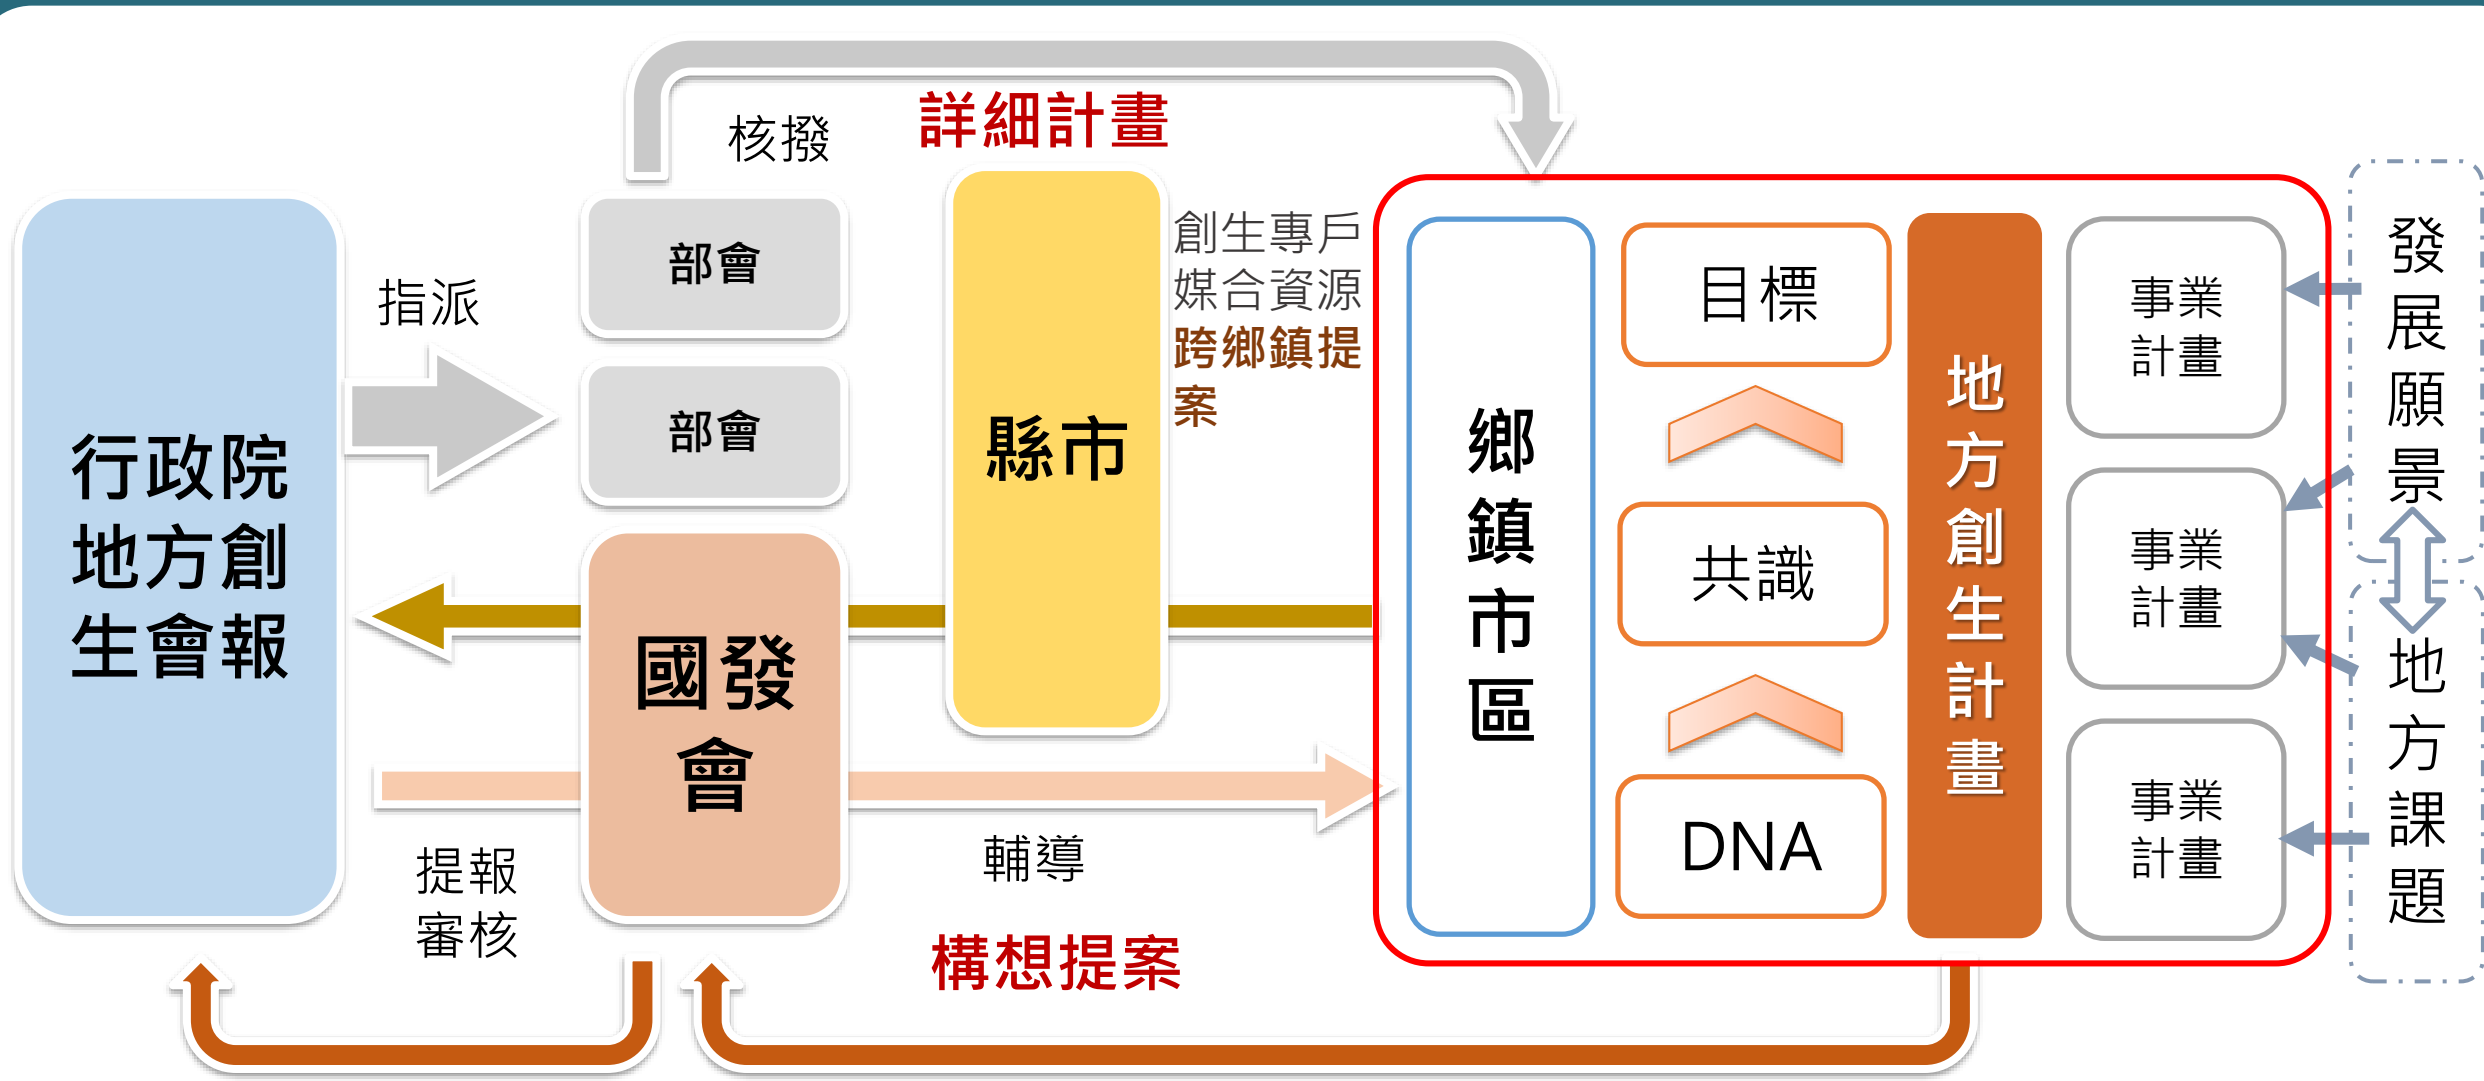 核撥
詳細計畫
行政院
地方創
生會報
指派
部會
部會
國發
會
縣市
創生專戶
媒合資源
跨鄉鎮提
案
提報
審核
輔導
構想提案
鄉
鎮
市
區
目標
共識
DNA
地
方
創
生
計
畫
事業
計畫
事業
計畫
事業
計畫
發
展
願
景
地
方
課
題